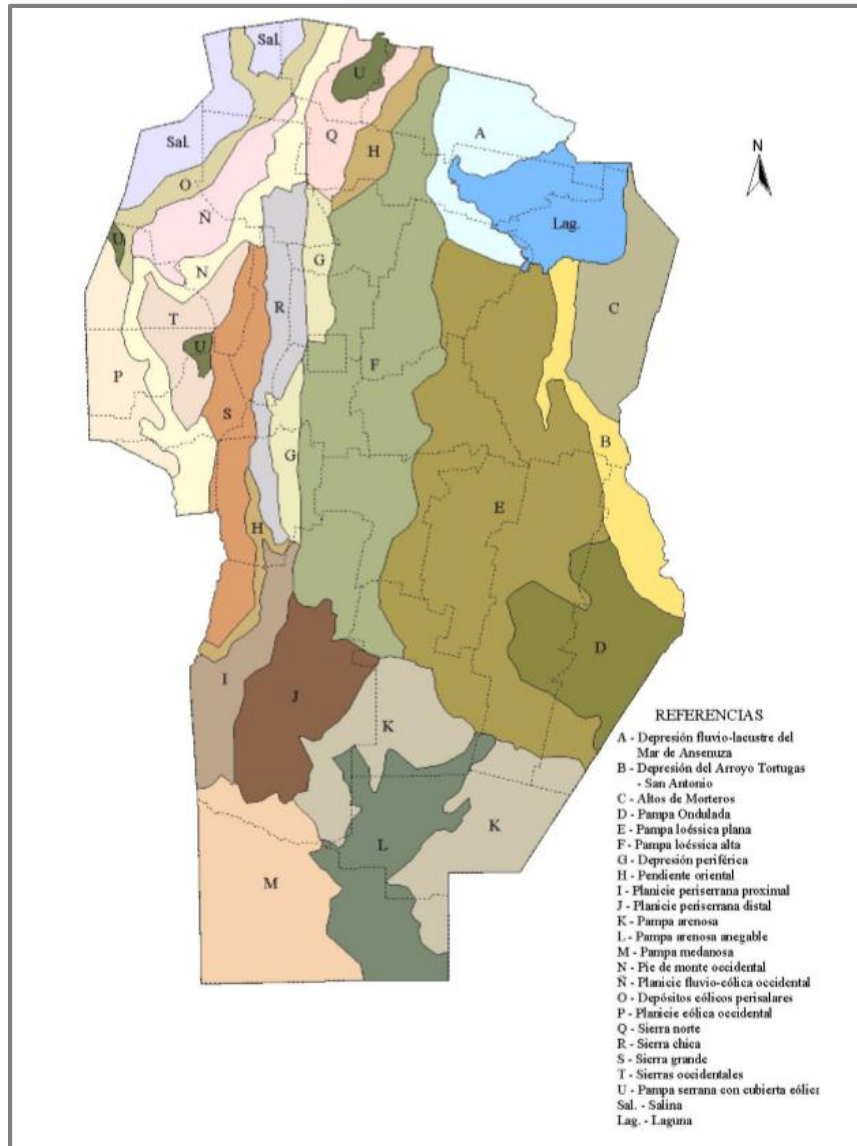 Sal.
U
Q
H
A
N
Sal.
O
Lag.
Ñ
U
N
G
R
C
T
U
F
P
S
B
G
E
H
D
I
J
K
K
L
M
REFERENCIAS
A - Depresión fluvio-lacustre del
Mar de Ansenuza
B - Depresión del Arroyo Tortugas
- San Antonio
C - Altos de Morteros
D - Pampa Ondulada
E - Pampa loéssica plana
F - Pampa loéssica alta
G - Depresión periférica
H - Pendiente oriental
I - Planicie periserrana proximal
J - Planicie periserrana distal
K - Pampa arenosa
L - Pampa arenosa anegable
M - Pampa medanosa
N - Pie de monte occidental
Ñ - Planicie fluvio-eólica occidental
O - Depósitos eólicos perisalares
P - Planicie eólica occidental
Q - Sierra norte
R - Sierra chica
S - Sierra grande
T - Sierras occidentales
U - Pampa serrana con cubierta eólica
Sal. - Salina
Lag. - Laguna